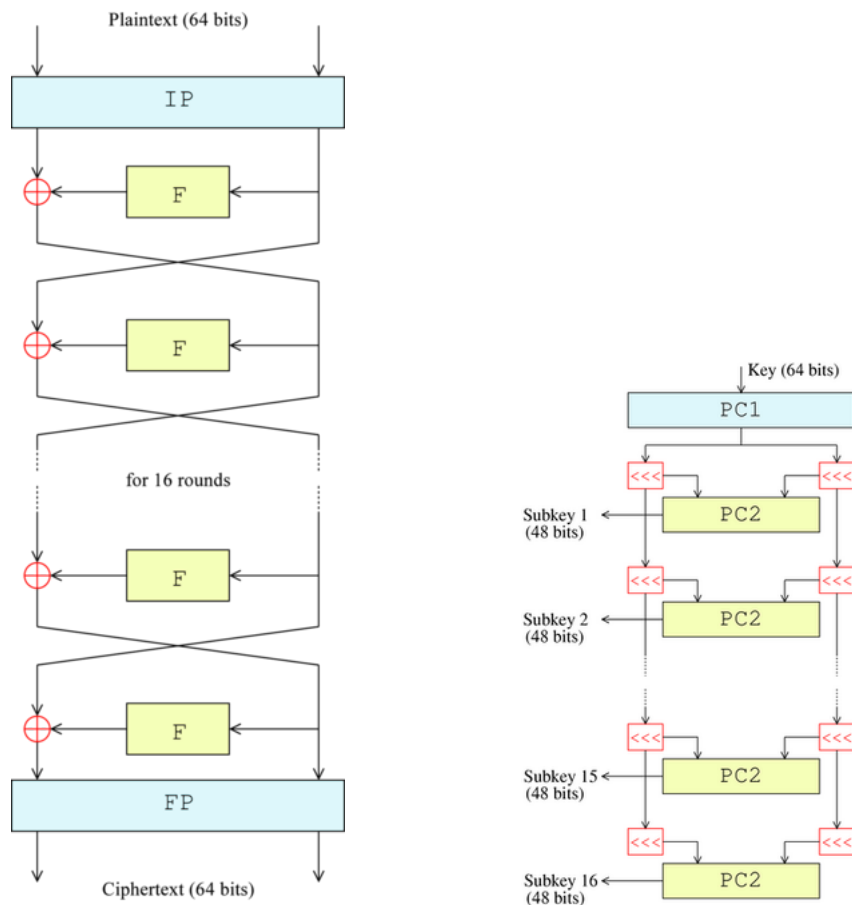 Plaintext (64 bits)
IP
F
F
for 16 rounds
F
F
FP
Ciphertext (64 bits)
Key (64 bits)
PC1
<<< <<<
Subkey 1 PC2
(48 bits)
<<< <<<
Subkey 2 PC2
(48 bits)
<<< <<<
Subkey 15 PC2
(48 bits)
<<< <<<
Subkey 16 PC2
(48 bits)